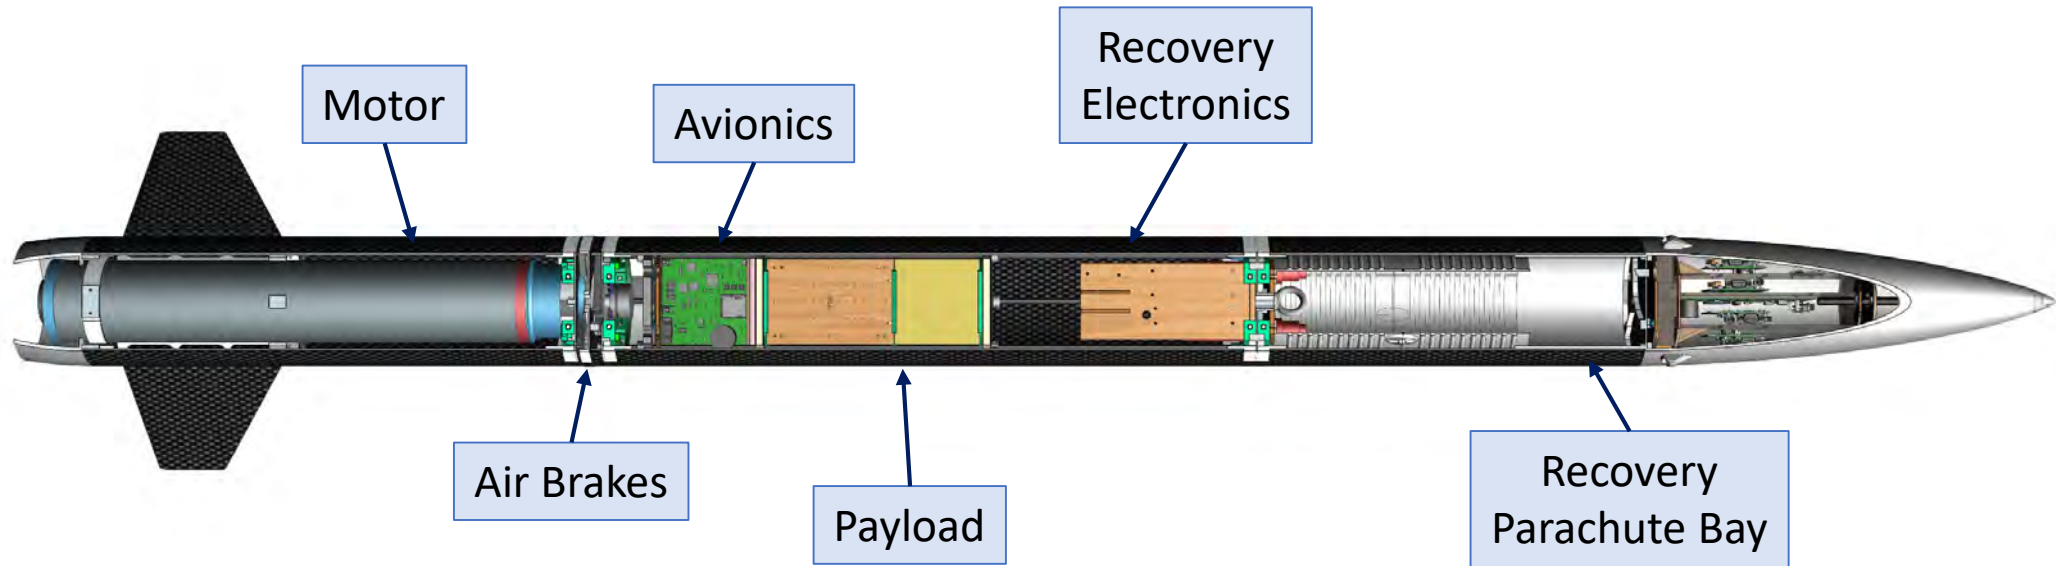 Motor
Avionics
Recovery
Electronics
Air Brakes
Payload
Recovery
Parachute Bay